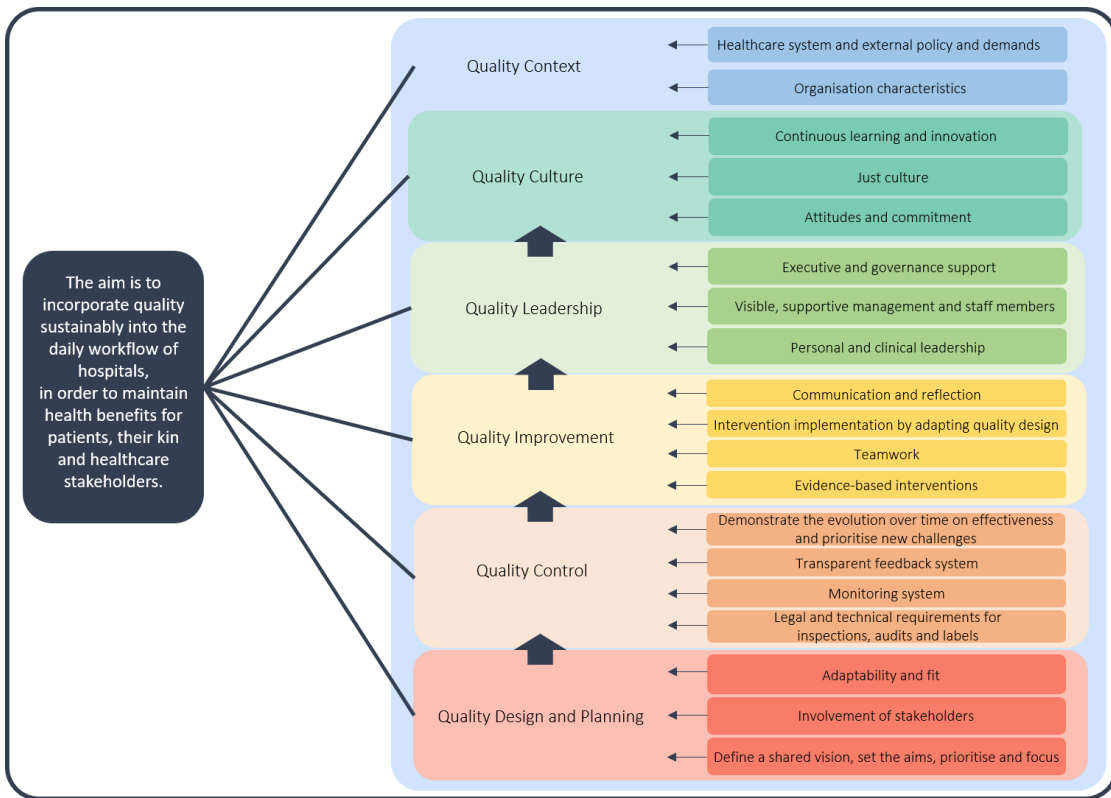 The aim is to
incorporate quality
sustainably into the
daily workflow of
hospitals,
in order to maintain
health benefits for
patients, their kin
and healthcare
stakeholders.
Quality Context
Healthcare system and external policy and demands
Organisation characteristics
Quality Culture
Continuous learning and innovation
Just culture
Attitudes and commitment
Quality Leadership
Executive and governance support
Visible, supportive management and staff members
Personal and clinical leadership
Quality Improvement
Communication and reflection
Intervention implementation by adapting quality design
Teamwork
Evidence-based interventions
Quality Control
Demonstrate the evolution over time on effectiveness
and prioritise new challenges
Transparent feedback system
Monitoring system
Legal and technical requirements for
inspections, audits and labels
Quality Design and Planning
Adaptability and fit
Involvement of stakeholders
Define a shared vision, set the aims, prioritise and focus